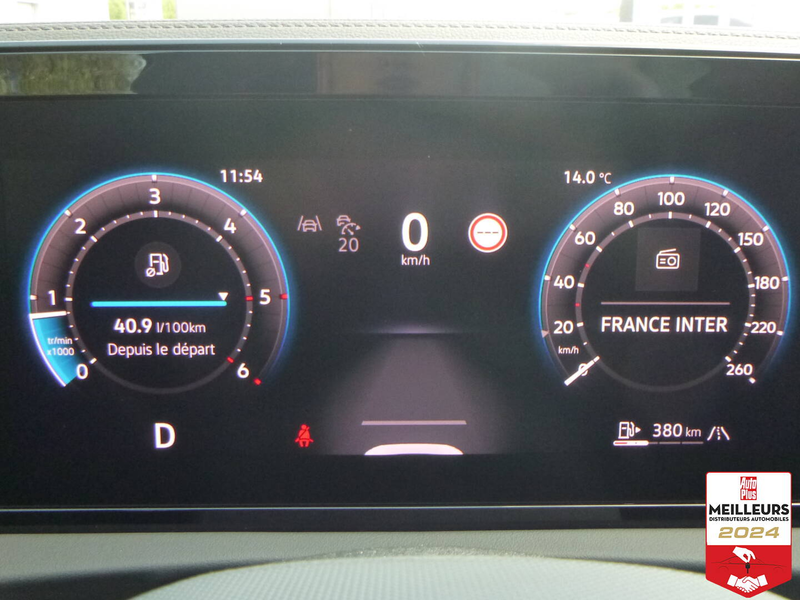 11:54
14.0 °C
0
1
2
3
4
5
6
tr/min
x1000
40.9 l/100km
Depuis le départ
D
20
0
km/h
---
0
20
40
60
80
100
120
150
180
220
260
km/h
FRANCE INTER
380 km
Auto
Plus
MEILLEURS
DISTRIBUTEURS AUTOMOBILES
2024